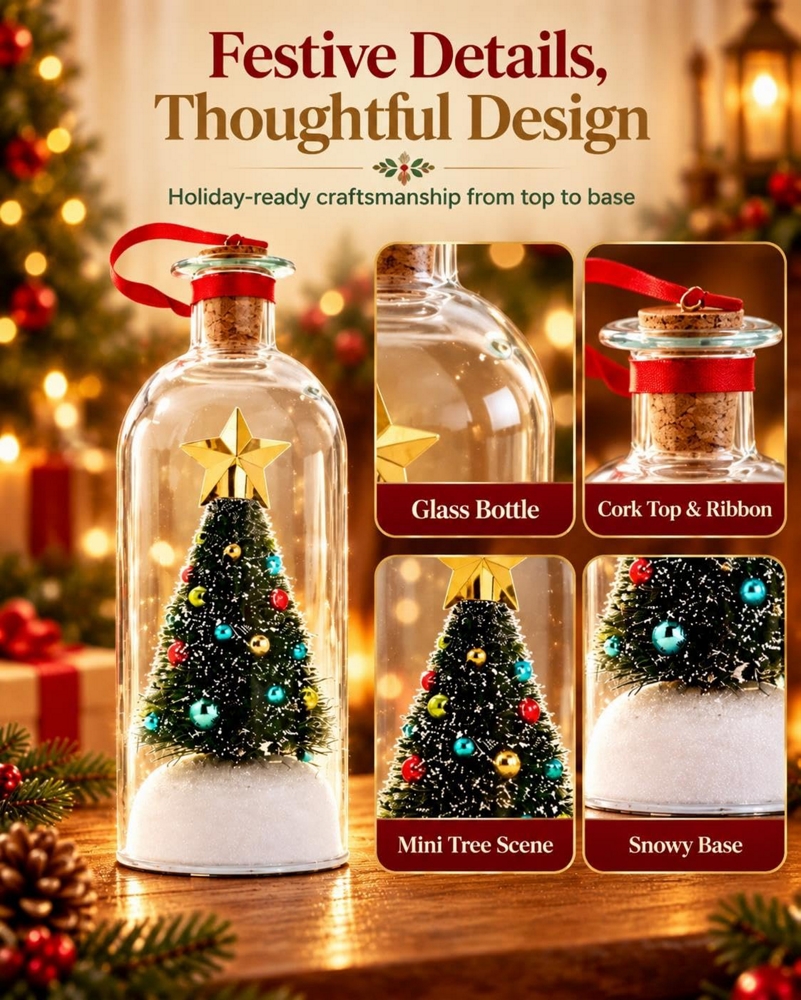 Festive Details,
Thoughtful Design
Holiday-ready craftsmanship from top to base
Glass Bottle
Cork Top & Ribbon
Mini Tree Scene
Snowy Base